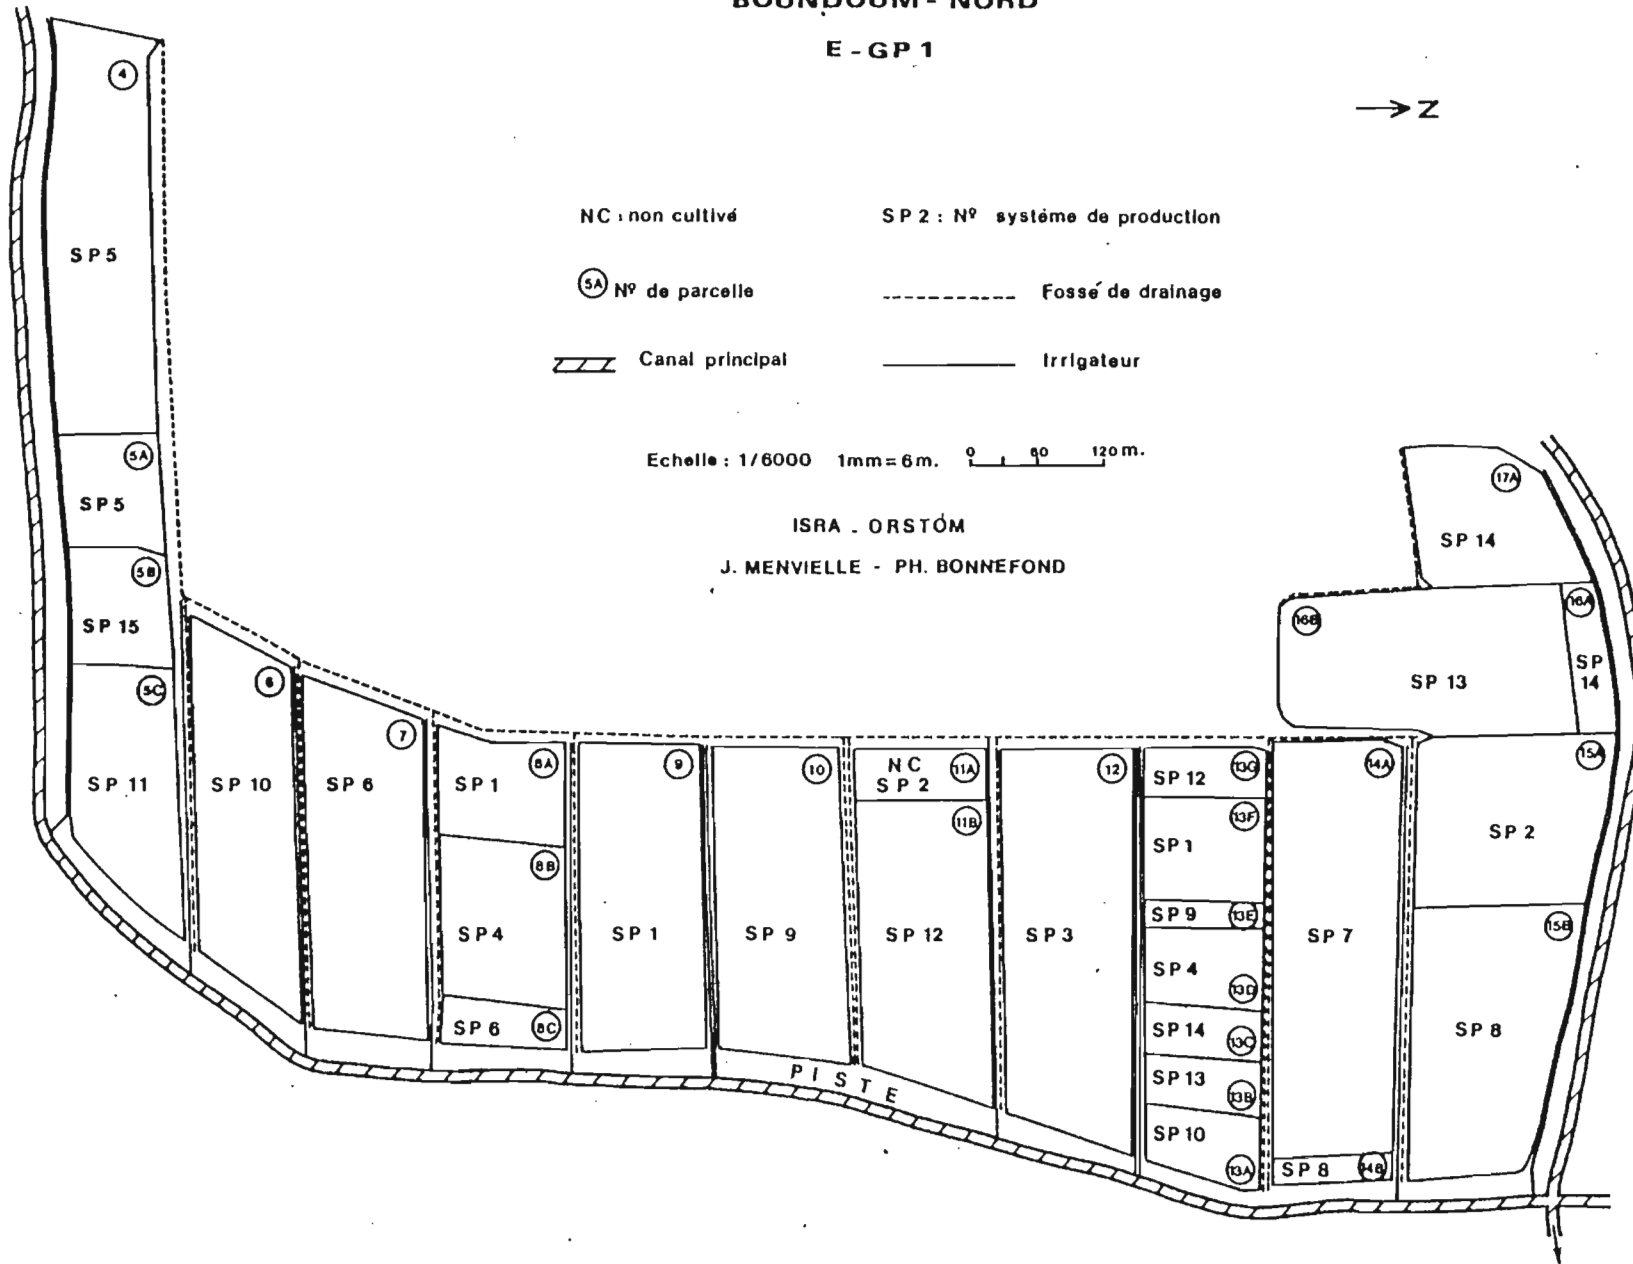 BOUNDOUM - NORD
E - GP 1
→ Z
NC : non cultivé
SP 2 : Nº système de production
5A Nº de parcelle
Fossé de drainage
Canal principal
Irrigateur
Echelle : 1/6000 1mm=6m. 0 60 120 m.
ISRA - ORSTOM
J. MENVIELLE - PH. BONNEFOND
4
SP 5
5A
SP 5
5B
SP 15
5C
SP 11
6
SP 10
7
SP 6
8A
SP 1
8B
SP 4
8C
SP 6
9
SP 1
10
SP 9
11A
NC
SP 2
11B
SP 12
12
SP 3
13G
SP 12
13F
SP 1
13E
SP 9
SP 4
13D
SP 14
13C
SP 13
13B
SP 10
13A
14A
SP 7
SP 8
14B
17A
SP 14
16B
SP 13
16A
SP
14
15A
SP 2
15B
SP 8
PISTE